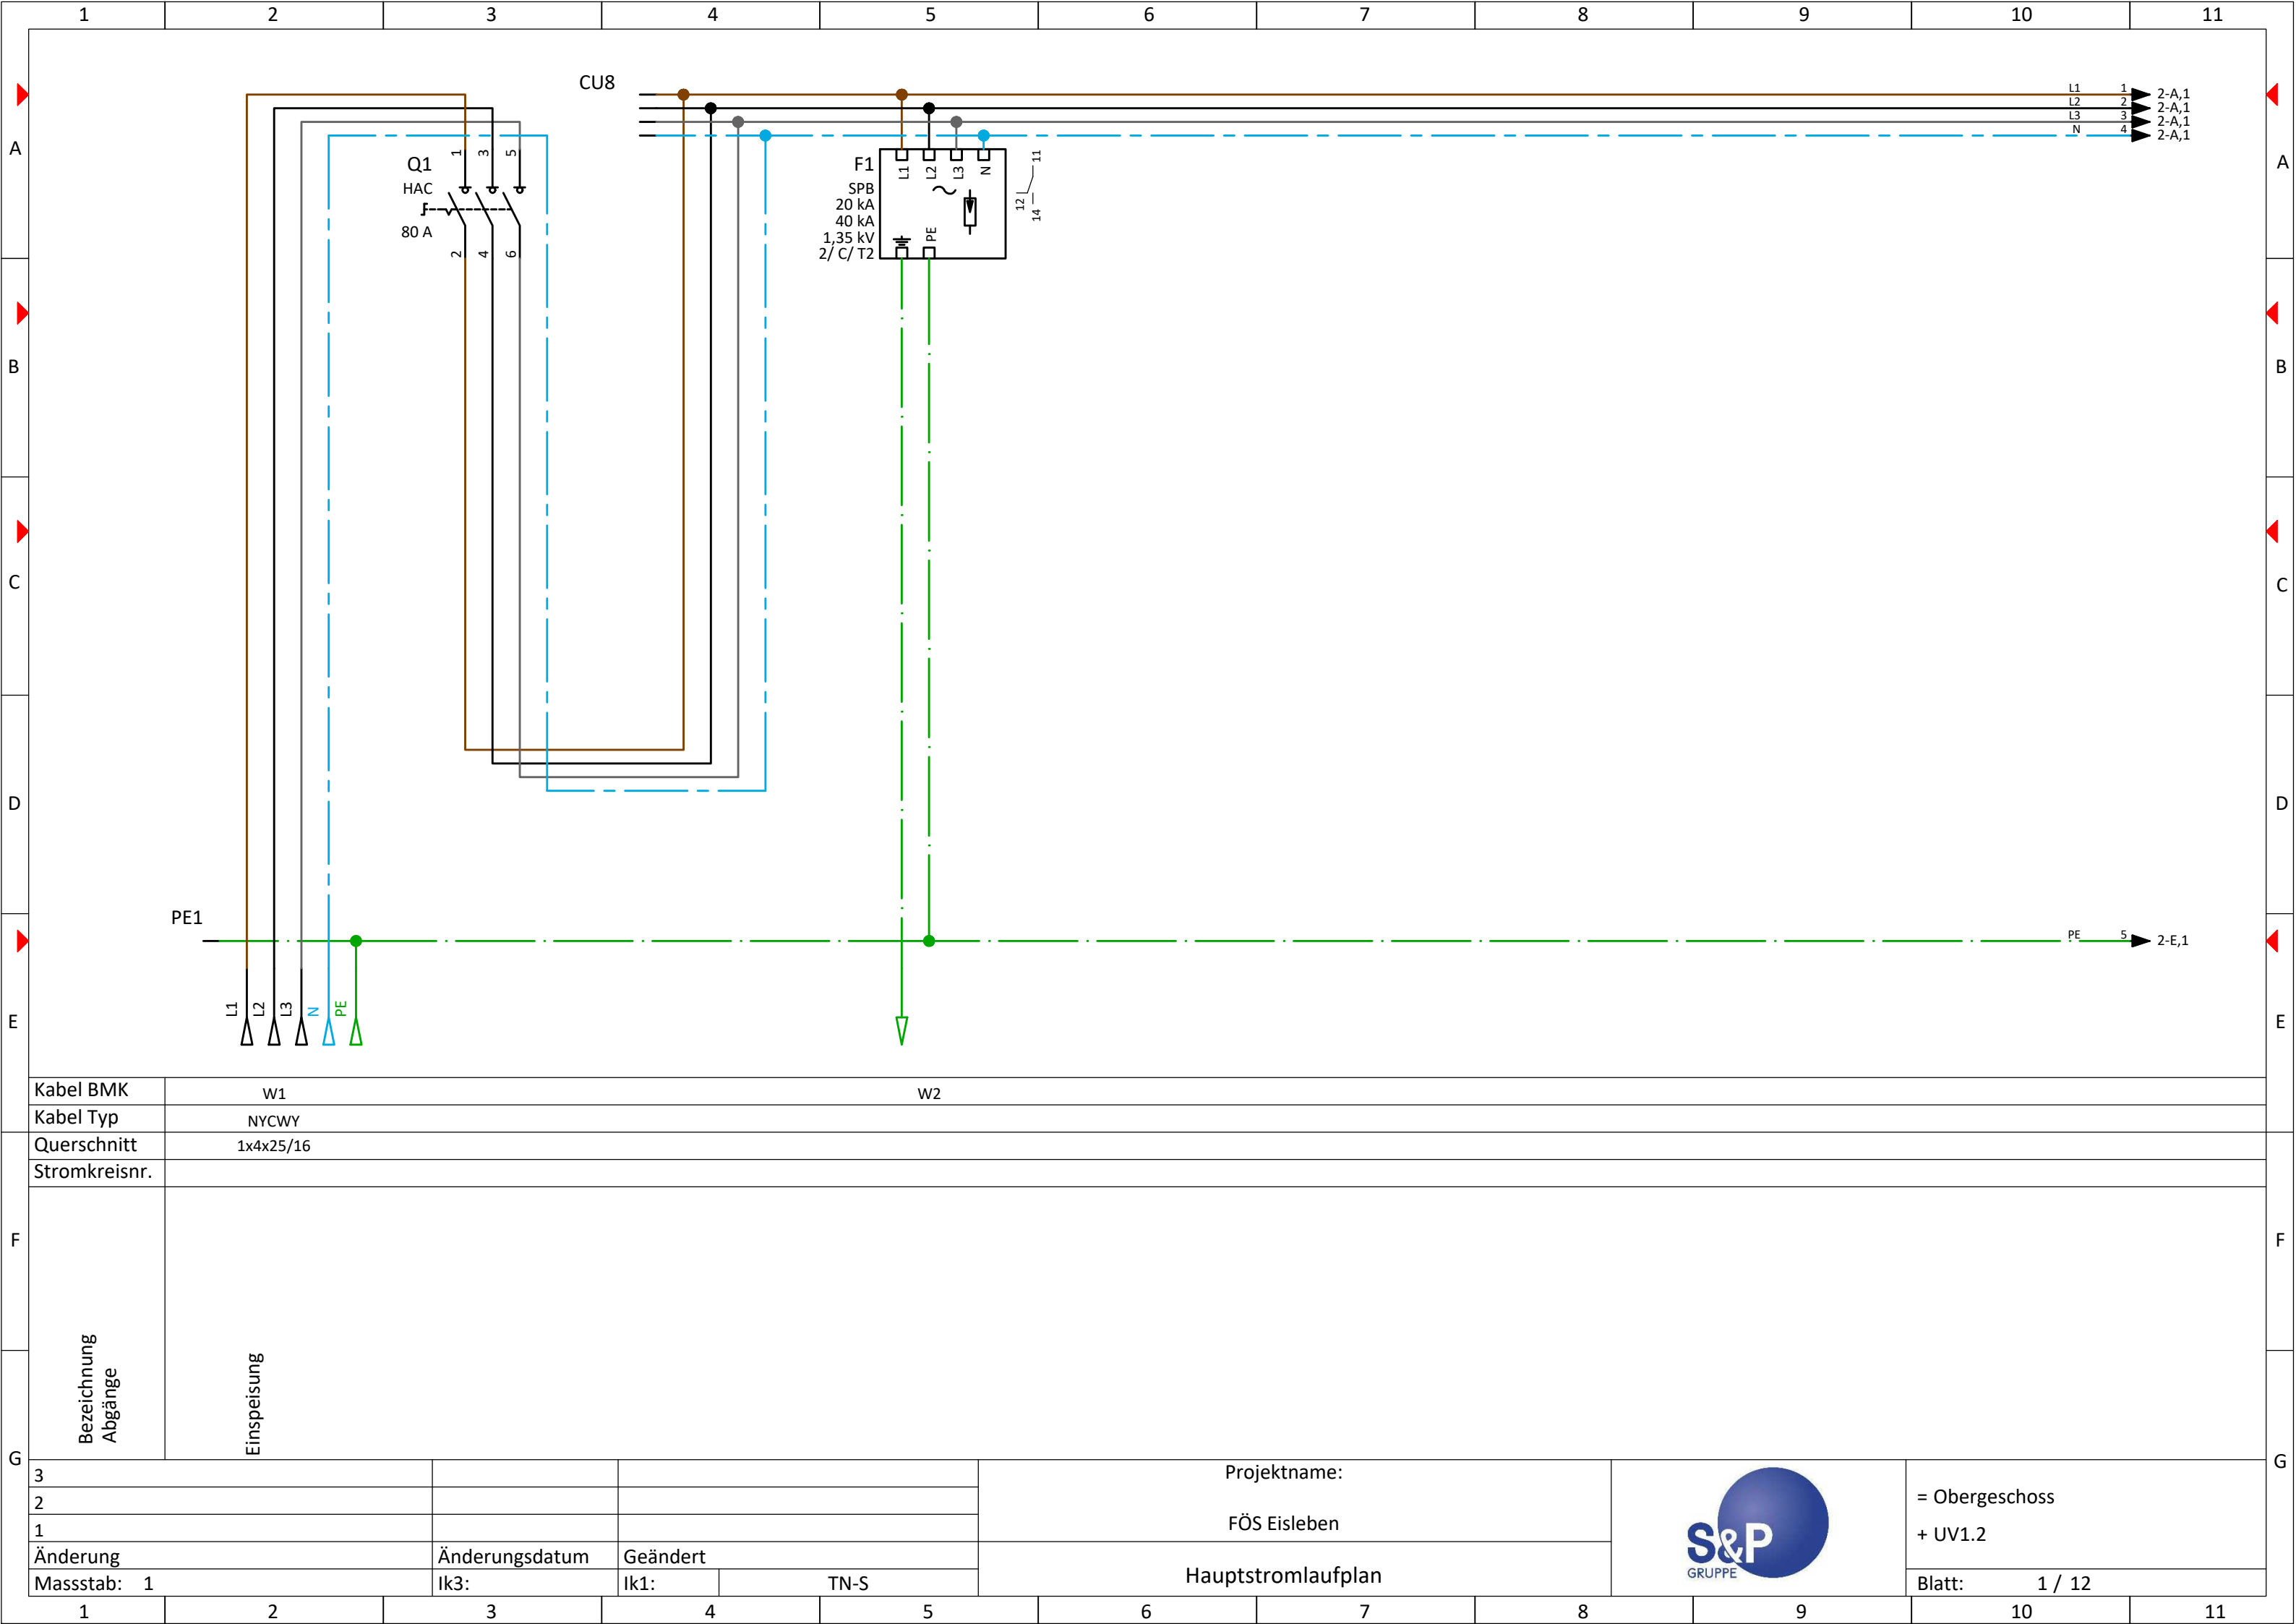 1 2 3 4 5 6 7 8 9 10 11
CU8
L1 1 2-A,1
L2 2 2-A,1
L3 3 2-A,1
N 4 2-A,1
A A
Q1
HAC
80 A
1 3 5
2 4 6
F1
SPB
20 kA
40 kA
1,35 kV
2/ C/ T2
L1 L2 L3 N
PE
11
12
14
B B
C C
D D
PE1
PE 5 2-E,1
L1 L2 L3 N PE
E E
Kabel BMK W1 W2
Kabel Typ NYCWY
Querschnitt 1x4x25/16
Stromkreisnr.
F F
Bezeichnung
Abgänge
Einspeisung
G G
3
2
1
Änderung Änderungsdatum Geändert
Massstab: 1 Ik3: Ik1: TN-S
Projektname:
FÖS Eisleben
Hauptstromlaufplan
S&P
GRUPPE
= Obergeschoss
+ UV1.2
Blatt: 1 / 12
1 2 3 4 5 6 7 8 9 10 11